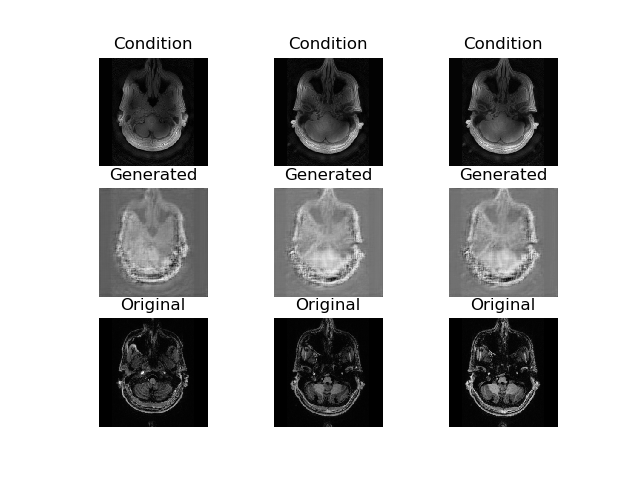 Condition Condition Condition
Generated Generated Generated
Original Original Original